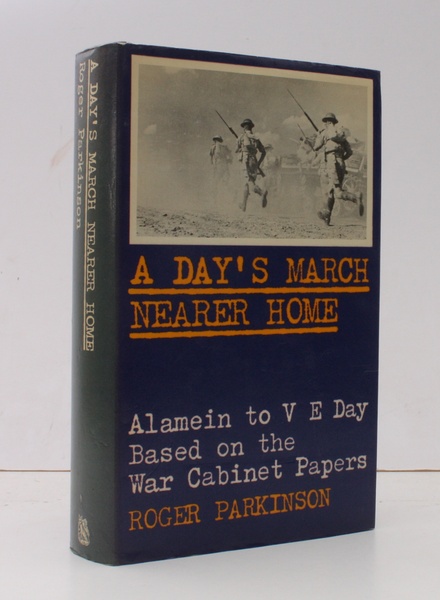 A DAY'S MARCH NEARER HOME
Roger Parkinson
A DAY'S MARCH
NEARER HOME
Alamein to V E Day
Based on the
War Cabinet Papers
ROGER PARKINSON